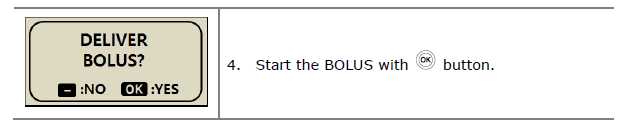 DELIVER
BOLUS?
- :NO OK :YES
4. Start the BOLUS with OK button.